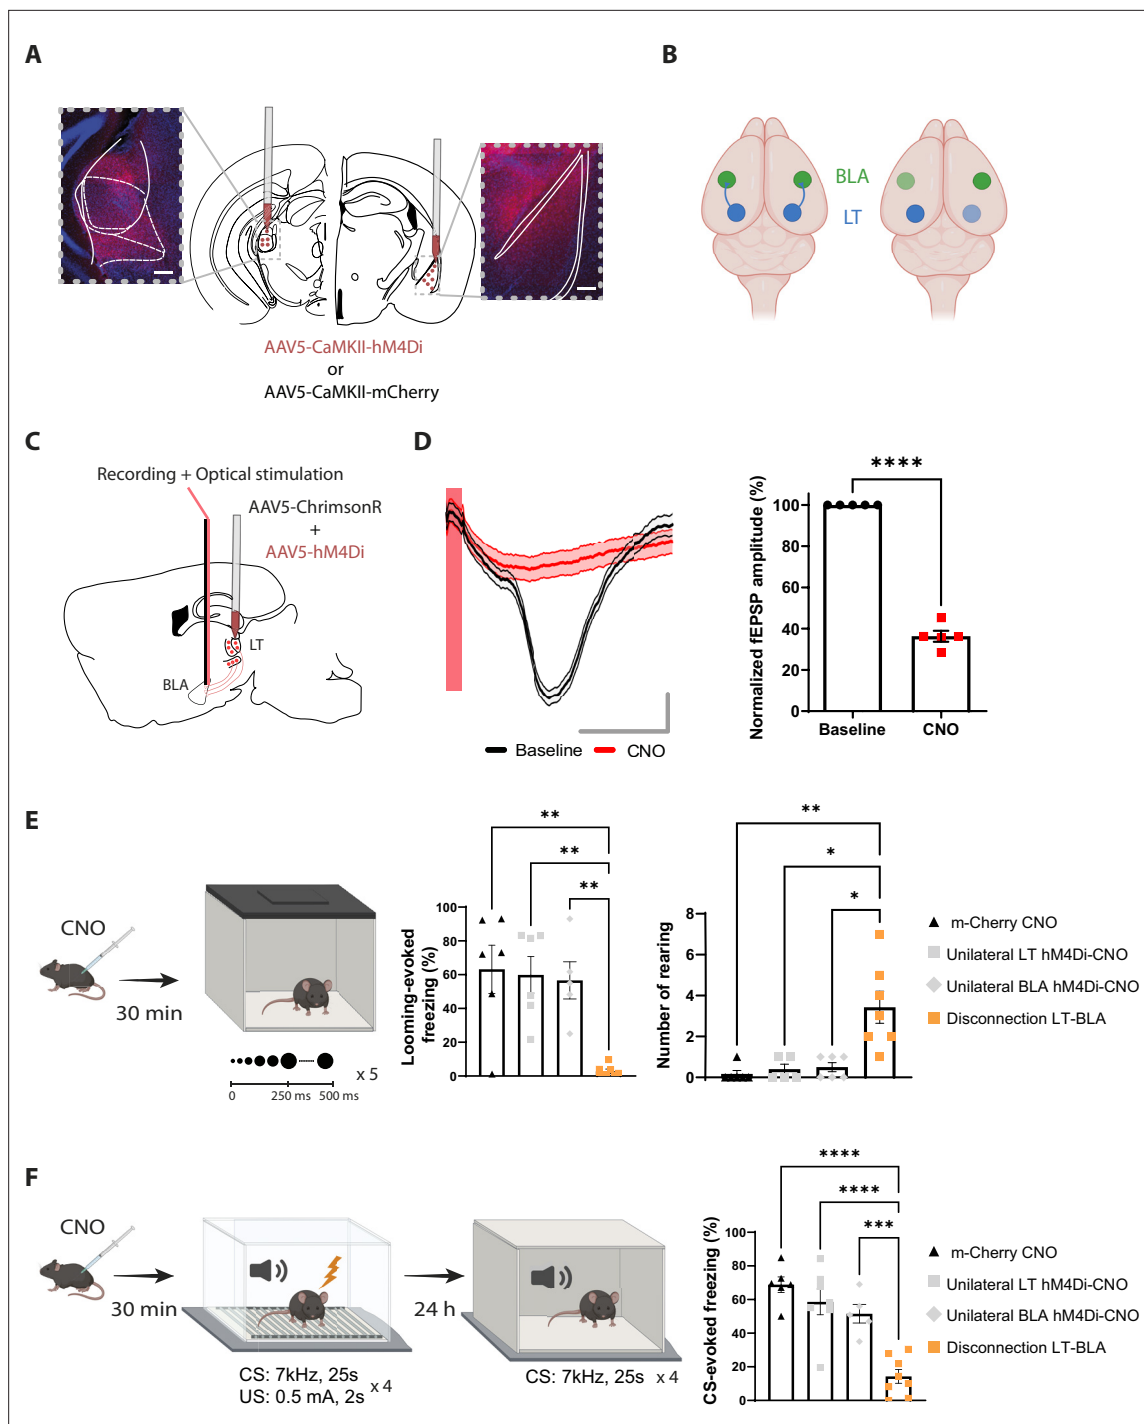 A
AAV5-CaMKII-hM4Di
or
AAV5-CaMKII-mCherry
B
BLA
LT
C
Recording + Optical stimulation
AAV5-ChrimsonR
+
AAV5-hM4Di
LT
BLA
D
Baseline
CNO
****
Normalized fEPSP amplitude (%)
100
80
60
40
20
0
Baseline
CNO
E
CNO
30 min
x 5
0
250 ms
500 ms
**
**
**
Looming-evoked
freezing (%)
100
80
60
40
20
0
**
*
*
Number of rearing
8
6
4
2
0
m-Cherry CNO
Unilateral LT hM4Di-CNO
Unilateral BLA hM4Di-CNO
Disconnection LT-BLA
F
CNO
30 min
CS: 7kHz, 25s
US: 0.5 mA, 2s
x 4
24 h
CS: 7kHz, 25s x 4
****
****
***
CS-evoked freezing (%)
100
80
60
40
20
0
m-Cherry CNO
Unilateral LT hM4Di-CNO
Unilateral BLA hM4Di-CNO
Disconnection LT-BLA